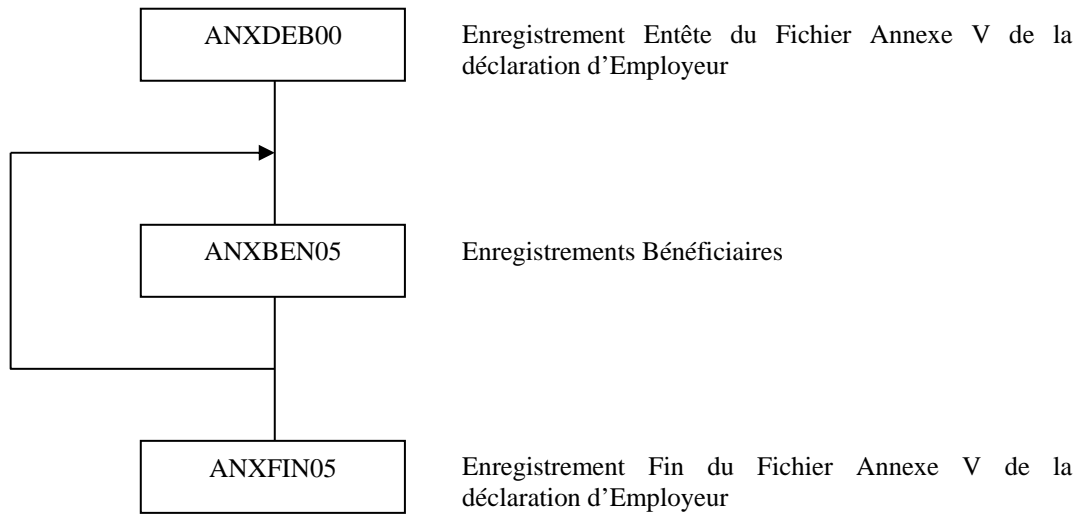 ANXDEB00
Enregistrement Entête du Fichier Annexe V de la
déclaration d’Employeur
ANXBEN05
Enregistrements Bénéficiaires
ANXFIN05
Enregistrement Fin du Fichier Annexe V de la
déclaration d’Employeur